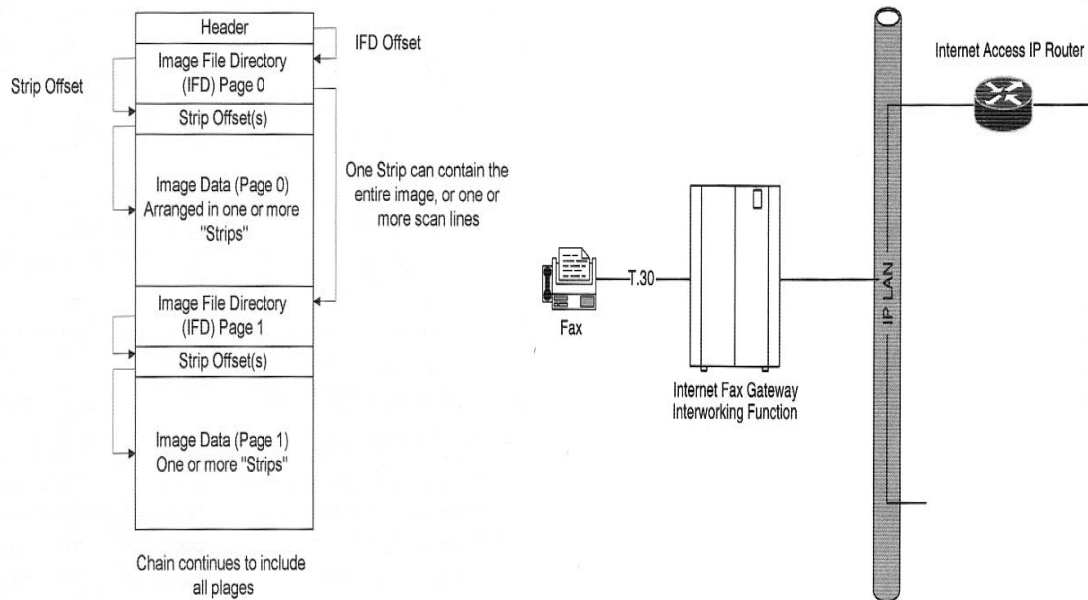 Header
IFD Offset
Image File Directory
(IFD) Page 0
Strip Offset
Strip Offset(s)
Image Data (Page 0)
Arranged in one or more
"Strips"
One Strip can contain the
entire image, or one or
more scan lines
Image File Directory
(IFD) Page 1
Strip Offset(s)
Image Data (Page 1)
One or more "Strips"
Chain continues to include
all plages
Internet Access IP Router
T.30
Fax
Internet Fax Gateway
Interworking Function
IP LAN